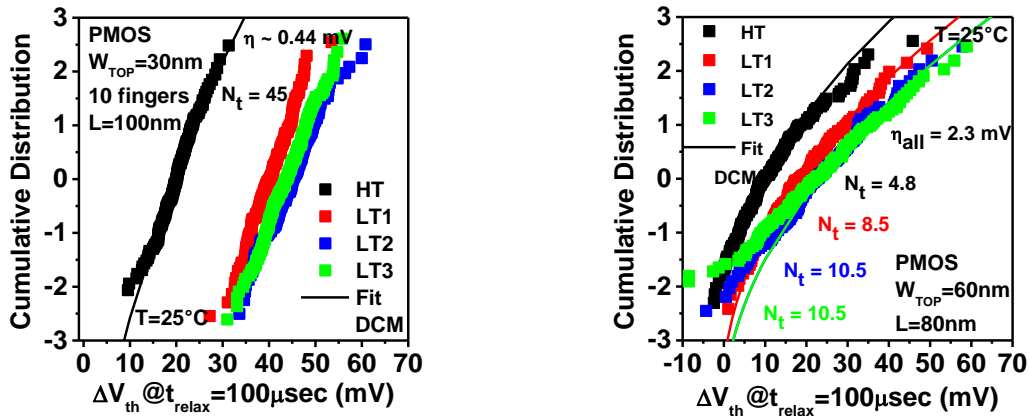 PMOS
W_TOP=30nm
10 fingers
L=100nm
η ~ 0.44 mV
N_t = 45
HT
LT1
LT2
LT3
Fit
DCM
T=25°C
Cumulative Distribution
3
2
1
0
-1
-2
-3
0 10 20 30 40 50 60 70
ΔV_th@t_relax=100μsec (mV)
HT
LT1
LT2
LT3
Fit
DCM
T=25°C
η_all = 2.3 mV
N_t = 4.8
N_t = 8.5
N_t = 10.5
N_t = 10.5
PMOS
W_TOP=60nm
L=80nm
Cumulative Distribution
3
2
1
0
-1
-2
-3
-10 0 10 20 30 40 50 60 70
ΔV_th@t_relax=100μsec (mV)